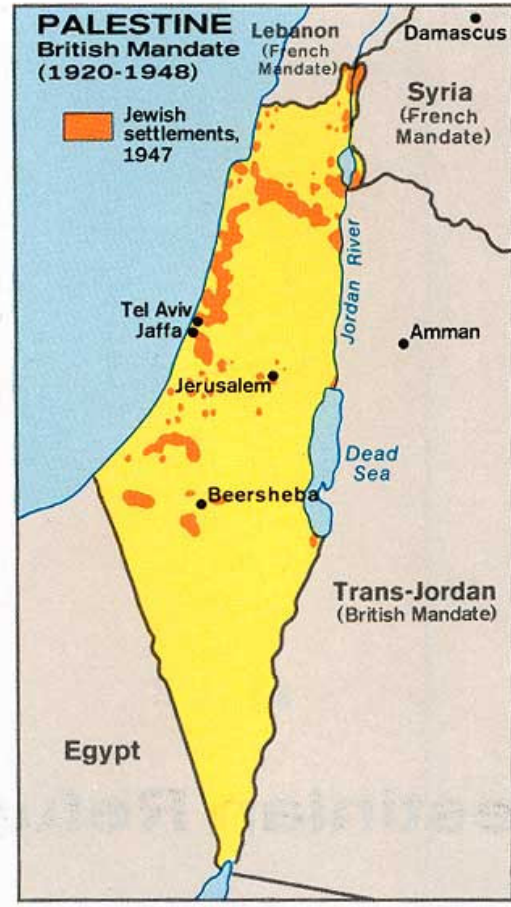 PALESTINE
British Mandate
(1920-1948)
Jewish
settlements,
1947
Lebanon
(French
Mandate)
Damascus
Syria
(French
Mandate)
Jordan River
Tel Aviv
Jaffa
Amman
Jerusalem
Dead
Sea
Beersheba
Trans-Jordan
(British Mandate)
Egypt